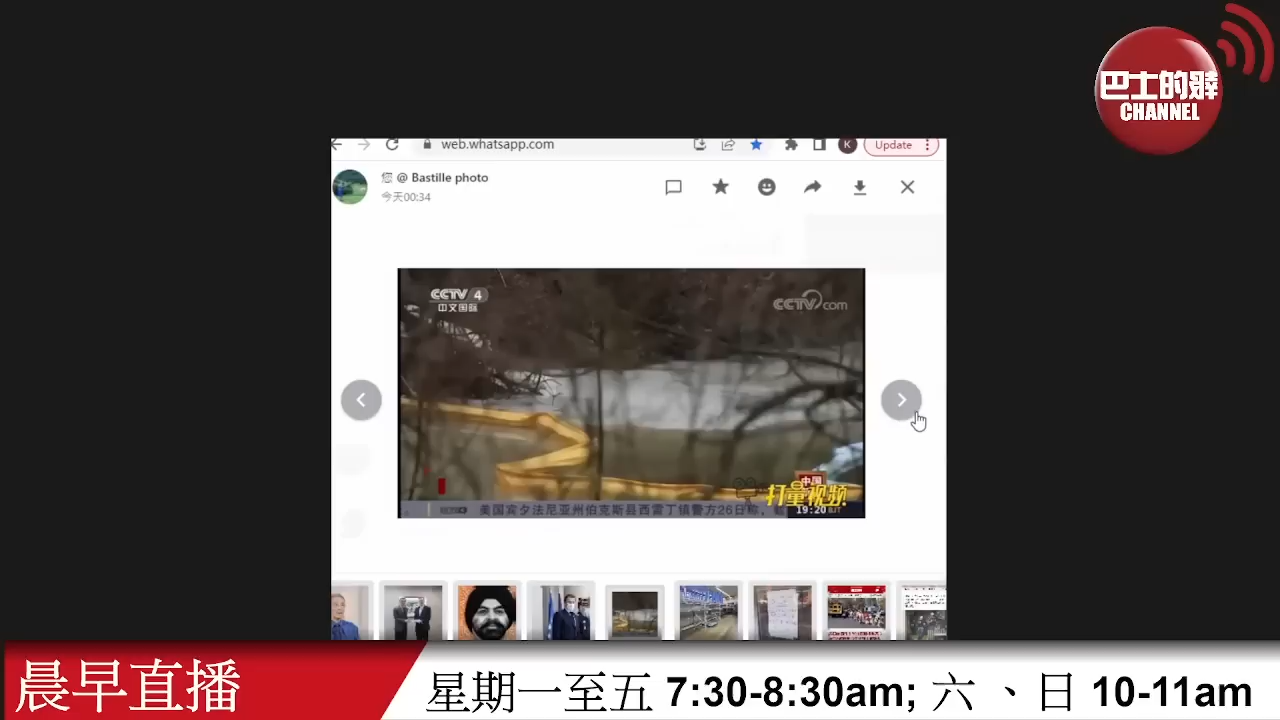 巴士的報
CHANNEL
web.whatsapp.com
K
Update
您 @ Bastille photo
今天00:34
CCTV 4
中文国际
CCTV.com
中国
打量视频
19:20 BJT
美国宾夕法尼亚州伯克斯县西雷丁镇警方26日称，
晨早直播
星期一至五 7:30-8:30am; 六 、日 10-11am